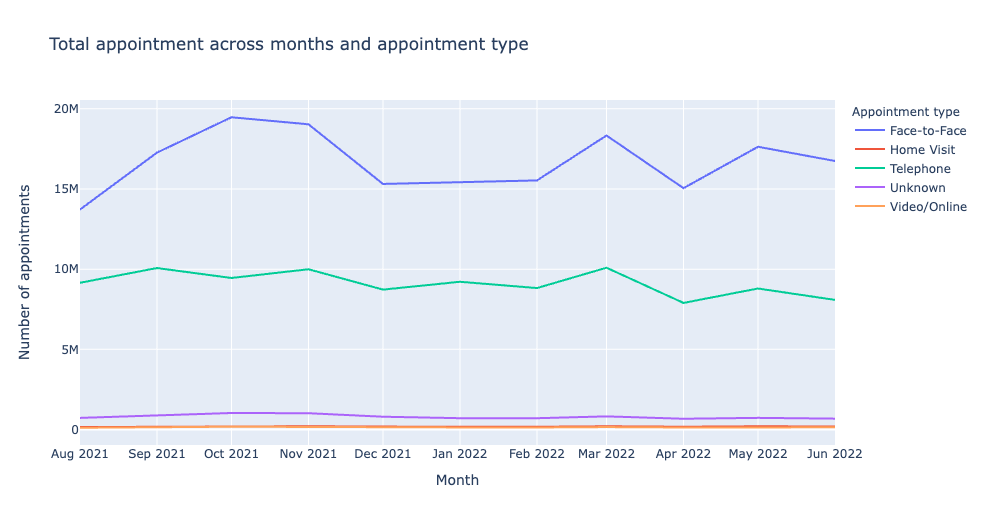 Total appointment across months and appointment type
Number of appointments
20M
15M
10M
5M
0
Aug 2021 Sep 2021 Oct 2021 Nov 2021 Dec 2021 Jan 2022 Feb 2022 Mar 2022 Apr 2022 May 2022 Jun 2022
Month
Appointment type
Face-to-Face
Home Visit
Telephone
Unknown
Video/Online